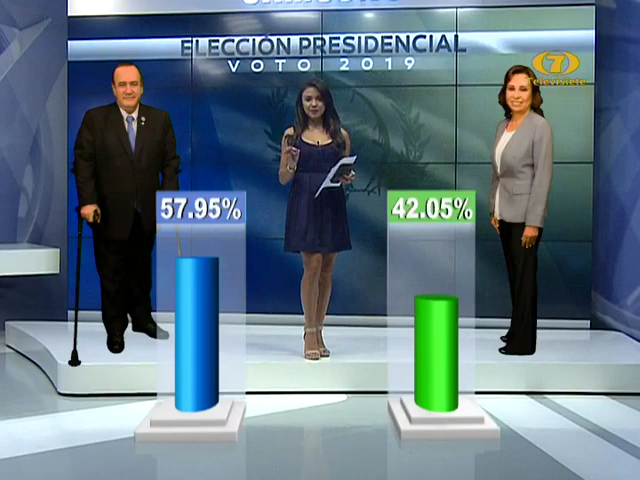 ELECCIÓN PRESIDENCIAL
VOTO 2019
7
Televisiete
57.95%
42.05%